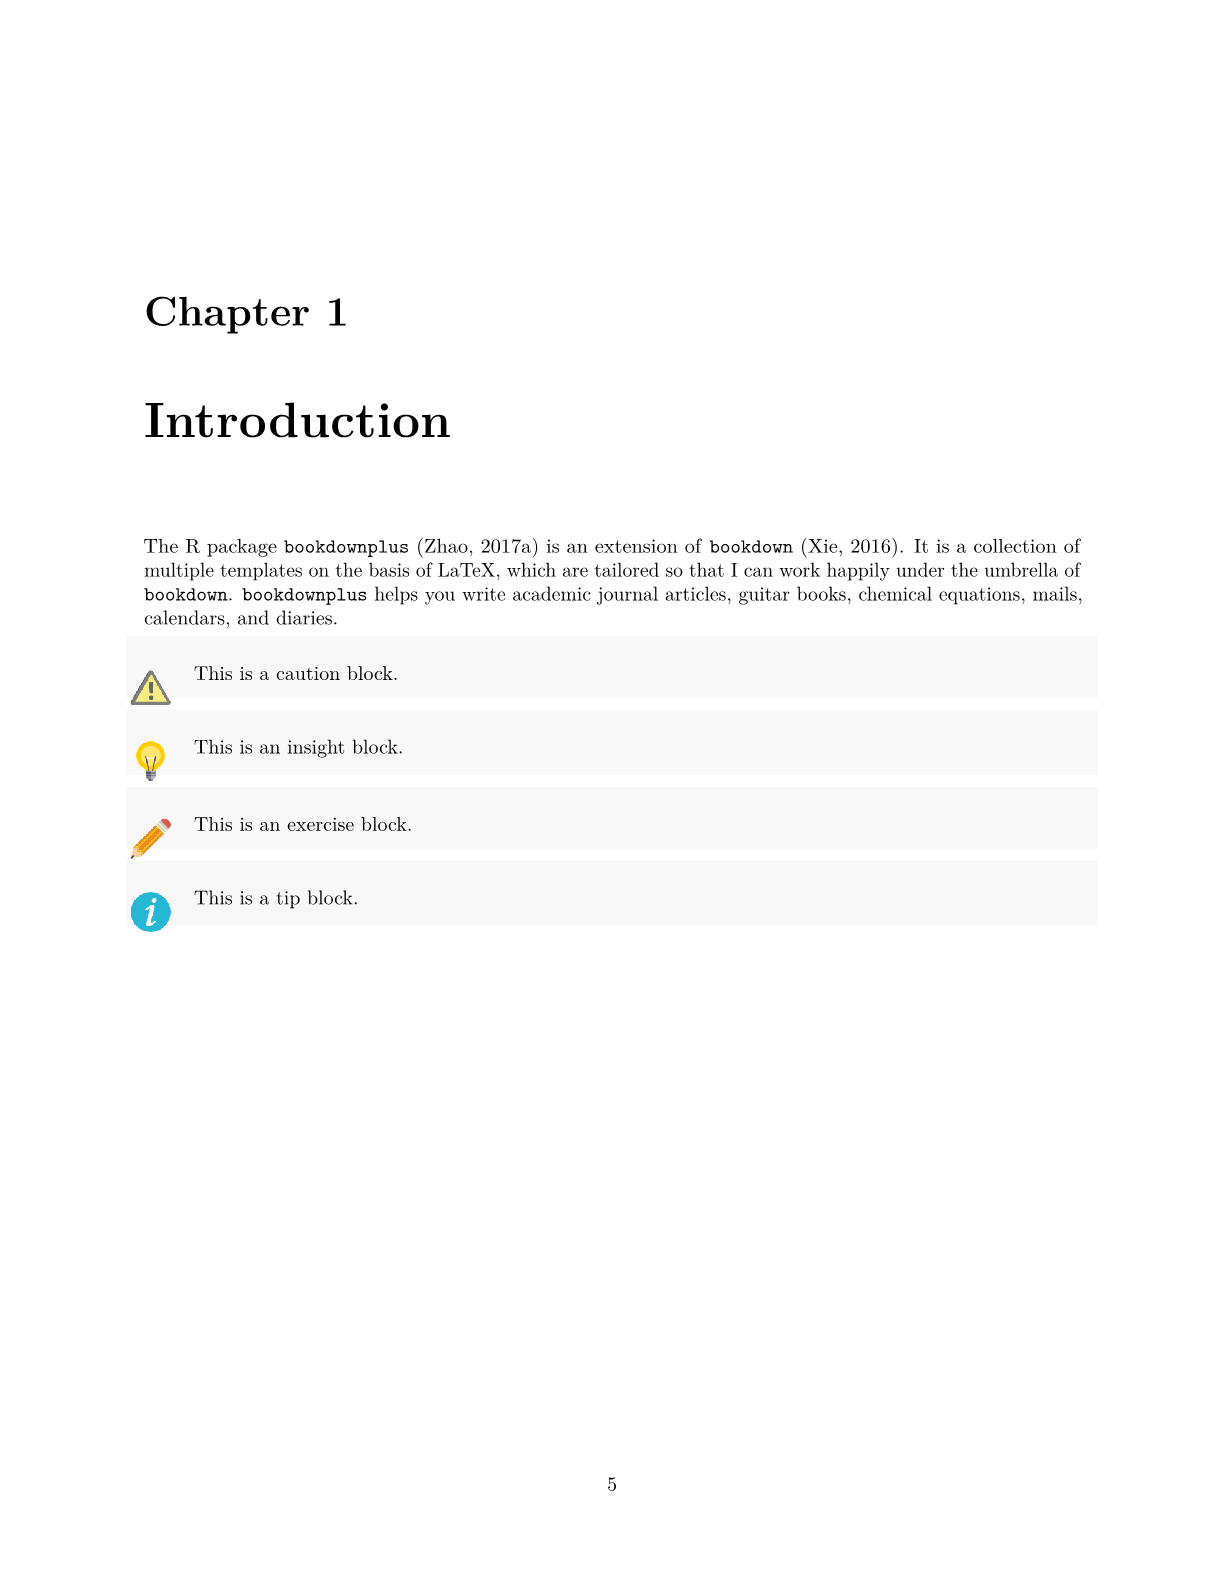 Chapter 1
Introduction
The R package bookdownplus (Zhao, 2017a) is an extension of bookdown (Xie, 2016). It is a collection of
multiple templates on the basis of LaTeX, which are tailored so that I can work happily under the umbrella of
bookdown. bookdownplus helps you write academic journal articles, guitar books, chemical equations, mails,
calendars, and diaries.
This is a caution block.
This is an insight block.
This is an exercise block.
This is a tip block.
5